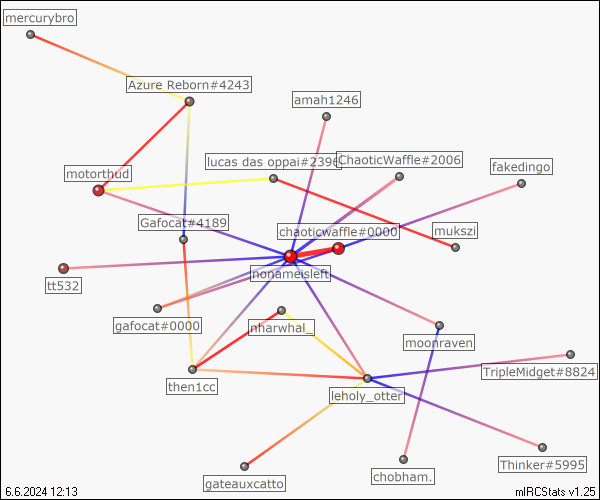 mercurybro
Azure Reborn#4243
amah1246
lucas das oppai#2396
ChaoticWaffle#2006
fakedingo
motorthud
Gafocat#4189
chaoticwaffle#0000
mukszi
nonameisleft
tt532
gafocat#0000
nharwhal_
moonraven
TripleMidget#8824
then1cc
leholy_otter
gateauxcatto
chobham.
Thinker#5995
6.6.2024 12:13
mIRCStats v1.25